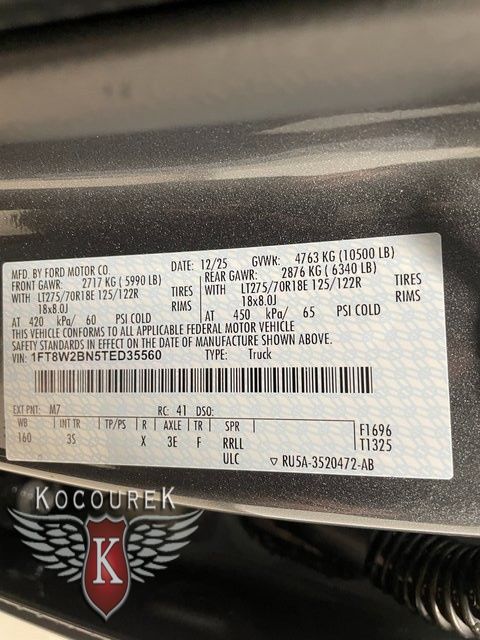 MFD. BY FORD MOTOR CO. DATE: 12/25 GVWR: 4763 KG (10500 LB)
FRONT GAWR: 2717 KG ( 5990 LB) REAR GAWR: 2876 KG ( 6340 LB)
WITH LT275/70R18E 125/122R TIRES WITH LT275/70R18E 125/122R TIRES
18x8.0J RIMS 18x8.0J RIMS
AT 420 kPa/ 60 PSI COLD AT 450 kPa/ 65 PSI COLD
THIS VEHICLE CONFORMS TO ALL APPLICABLE FEDERAL MOTOR VEHICLE
SAFETY STANDARDS IN EFFECT ON THE DATE OF MANUFACTURE SHOWN ABOVE.
VIN: 1FT8W2BN5TED35560 TYPE: Truck
EXT PNT: M7 RC: 41 DSO:
WB TP/PS R AXLE TR SPR F1696
160 3S X 3E F RRLL T1325
ULC ▽ RU5A-3520472-AB
KOCOUREK
K